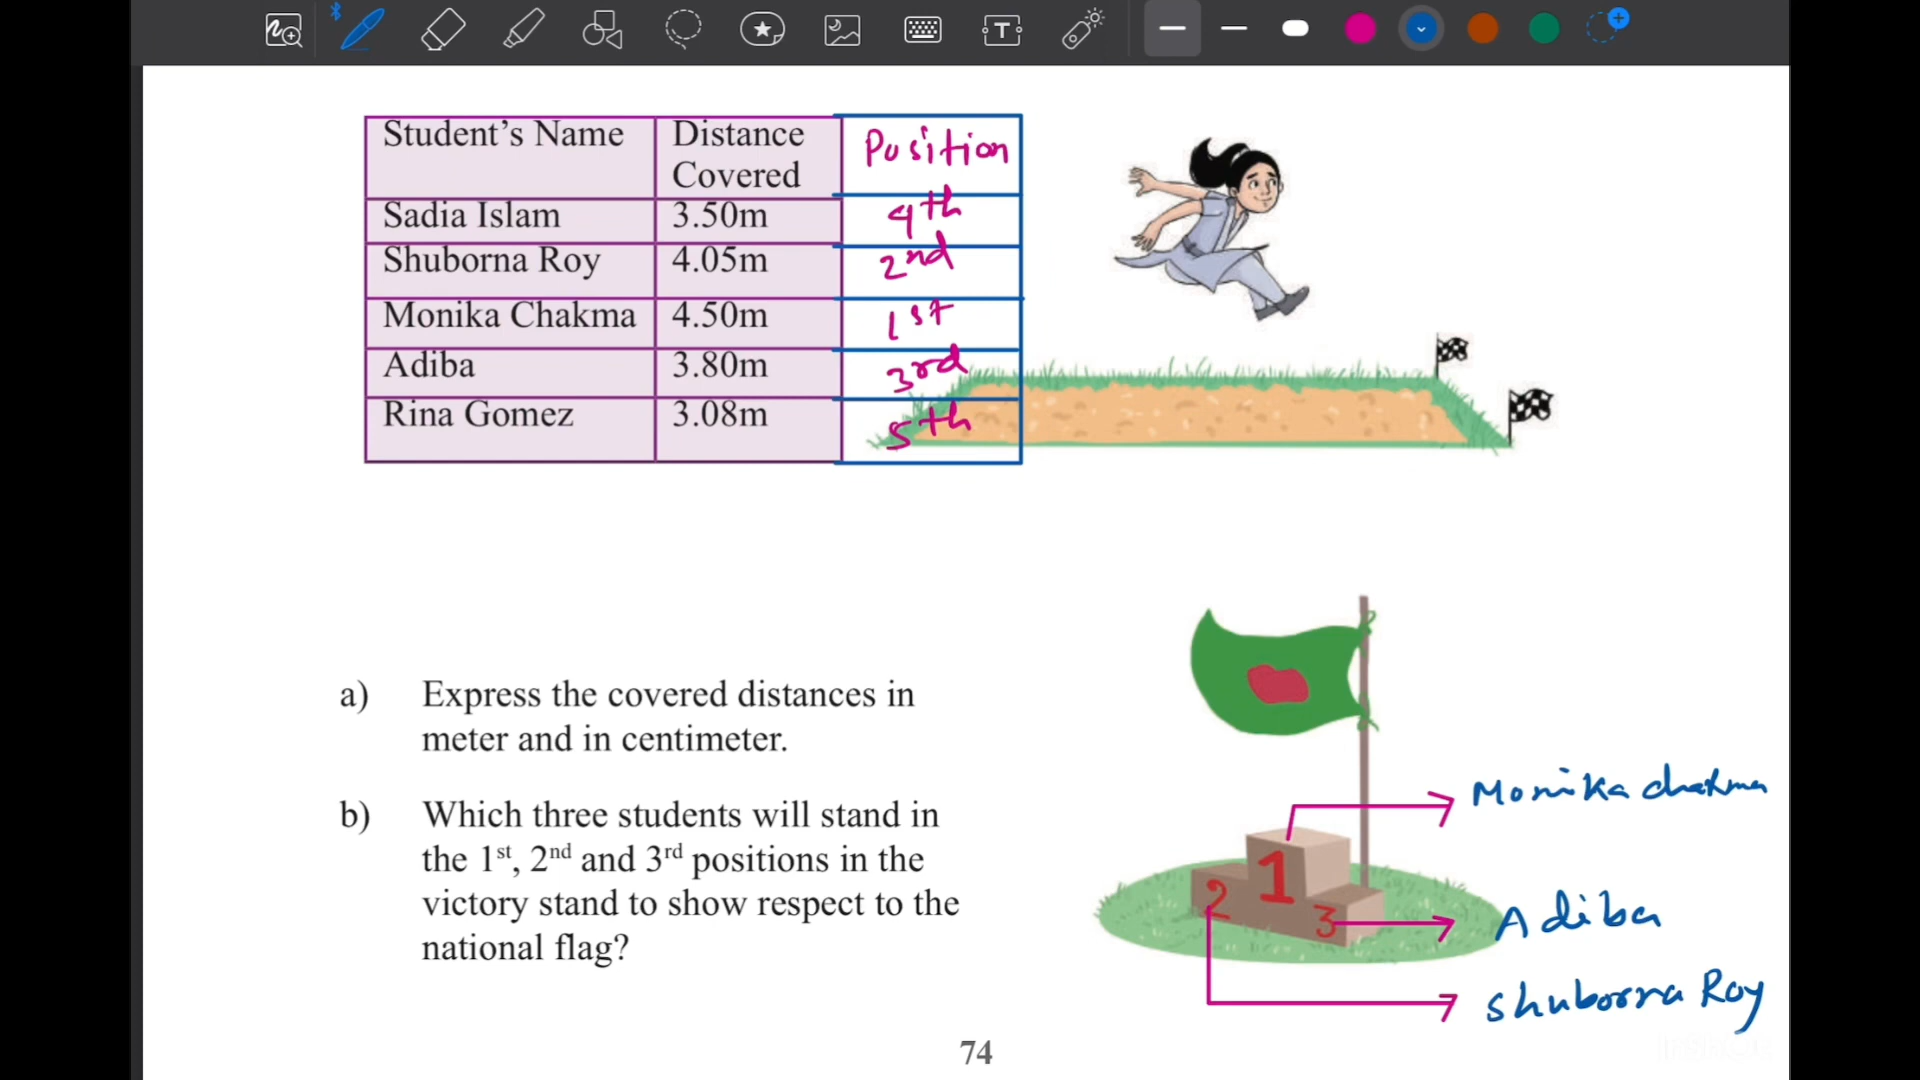 Student's Name Distance Covered Position
Sadia Islam 3.50m 4th
Shuborna Roy 4.05m 2nd
Monika Chakma 4.50m 1st
Adiba 3.80m 3rd
Rina Gomez 3.08m 5th
a) Express the covered distances in
meter and in centimeter.
b) Which three students will stand in
the 1st, 2nd and 3rd positions in the
victory stand to show respect to the
national flag?
Monika chakma
1
2
3
Adiba
Shuborna Roy
74